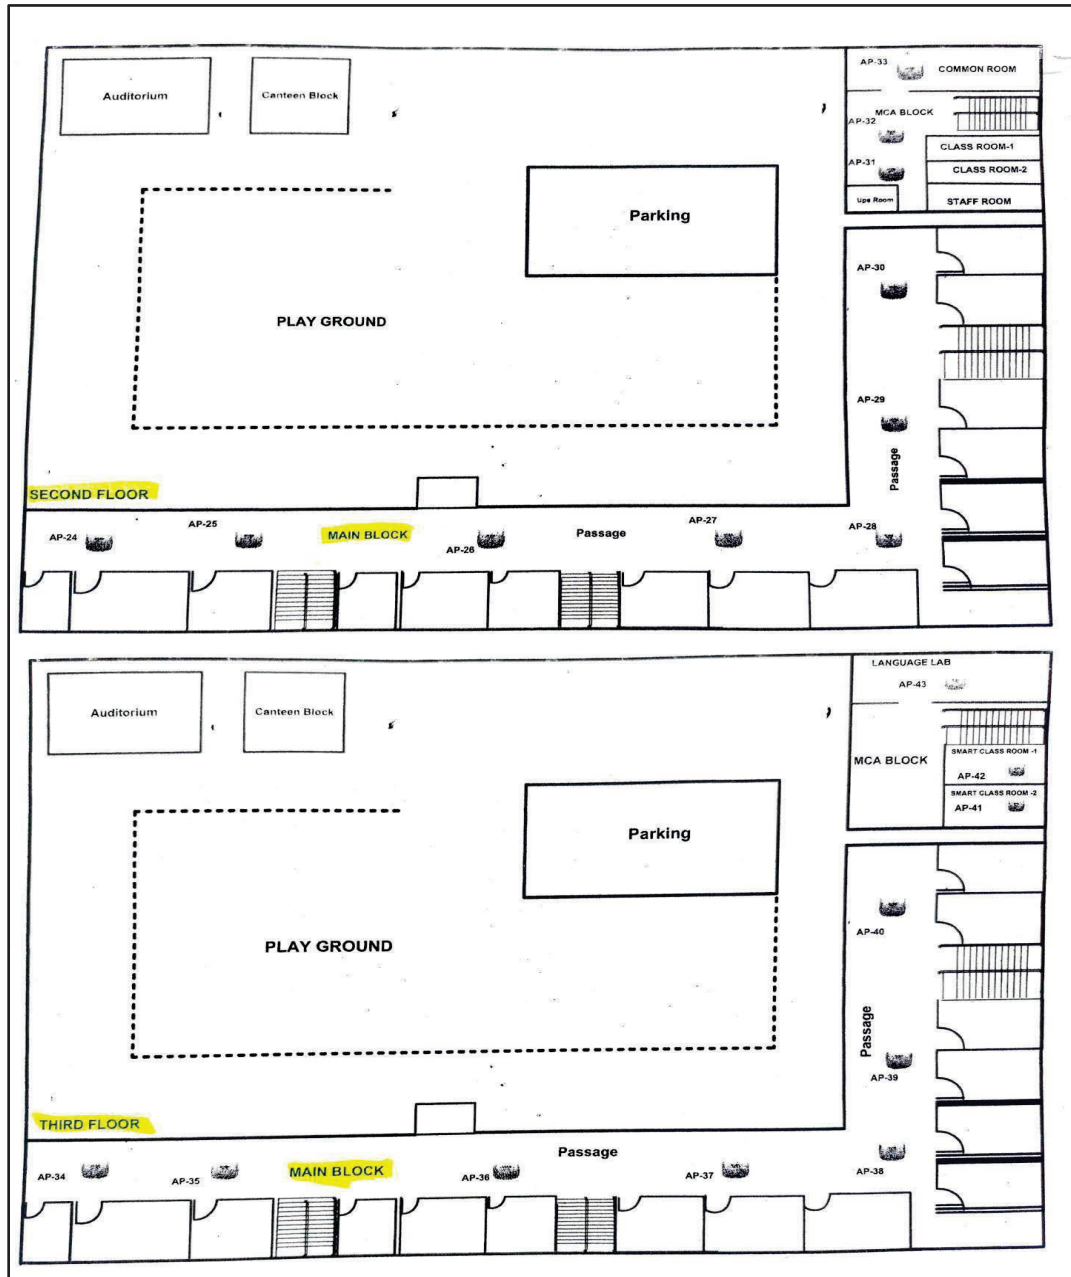 AP-33
COMMON ROOM
Auditorium
Canteen Block
MCA BLOCK
AP-32
CLASS ROOM-1
AP-31
CLASS ROOM-2
Ups Room
STAFF ROOM
Parking
AP-30
PLAY GROUND
AP-29
Passage
SECOND FLOOR
AP-24
AP-25
MAIN BLOCK
AP-26
Passage
AP-27
AP-28
LANGUAGE LAB
AP-43
Auditorium
Canteen Block
SMART CLASS ROOM -1
MCA BLOCK
AP-42
SMART CLASS ROOM -2
AP-41
Parking
AP-40
PLAY GROUND
Passage
AP-39
THIRD FLOOR
Passage
AP-34
AP-35
MAIN BLOCK
AP-36
AP-37
AP-38